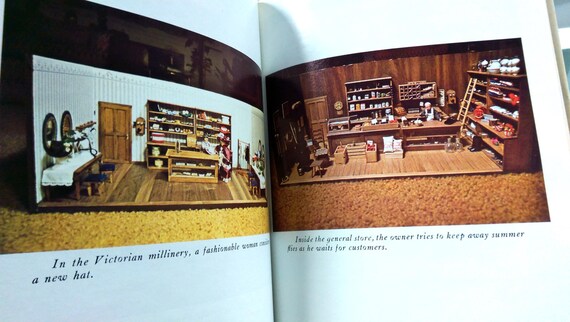 In the Victorian millinery, a fashionable woman
a new hat.
Inside the general store, the owner tries to keep away summer
flies as he waits for customers.